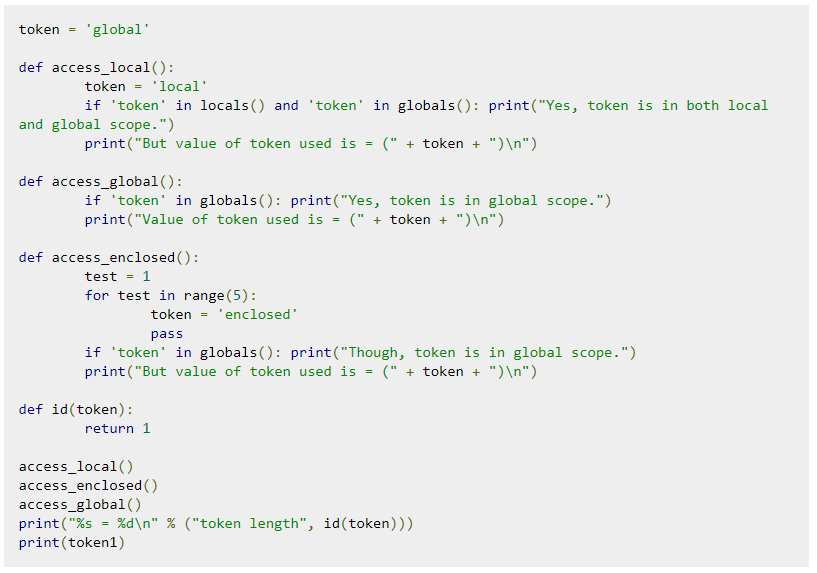 token = 'global'

def access_local():
        token = 'local'
        if 'token' in locals() and 'token' in globals(): print("Yes, token is in both local
and global scope.")
        print("But value of token used is = (" + token + ")\n")

def access_global():
        if 'token' in globals(): print("Yes, token is in global scope.")
        print("Value of token used is = (" + token + ")\n")

def access_enclosed():
        test = 1
        for test in range(5):
                token = 'enclosed'
                pass
        if 'token' in globals(): print("Though, token is in global scope.")
        print("But value of token used is = (" + token + ")\n")

def id(token):
        return 1

access_local()
access_enclosed()
access_global()
print("%s = %d\n" % ("token length", id(token)))
print(token1)